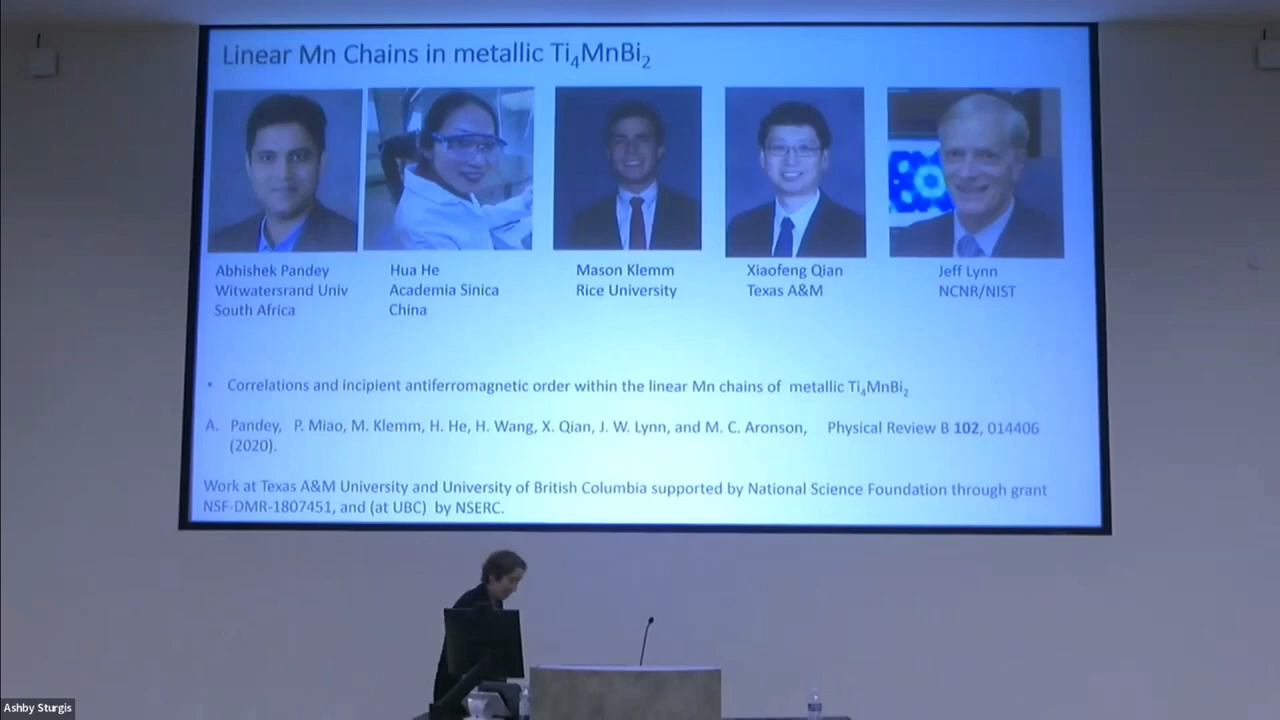 Linear Mn Chains in metallic Ti₄MnBi₂
Abhishek Pandey
Witwatersrand Univ
South Africa
Hua He
Academia Sinica
China
Mason Klemm
Rice University
Xiaofeng Qian
Texas A&M
Jeff Lynn
NCNR/NIST
• Correlations and incipient antiferromagnetic order within the linear Mn chains of metallic Ti₄MnBi₂
A. Pandey, P. Miao, M. Klemm, H. He, H. Wang, X. Qian, J. W. Lynn, and M. C. Aronson, Physical Review B 102, 014406
(2020).
Work at Texas A&M University and University of British Columbia supported by National Science Foundation through grant
NSF-DMR-1807451, and (at UBC) by NSERC.
Ashby Sturgis